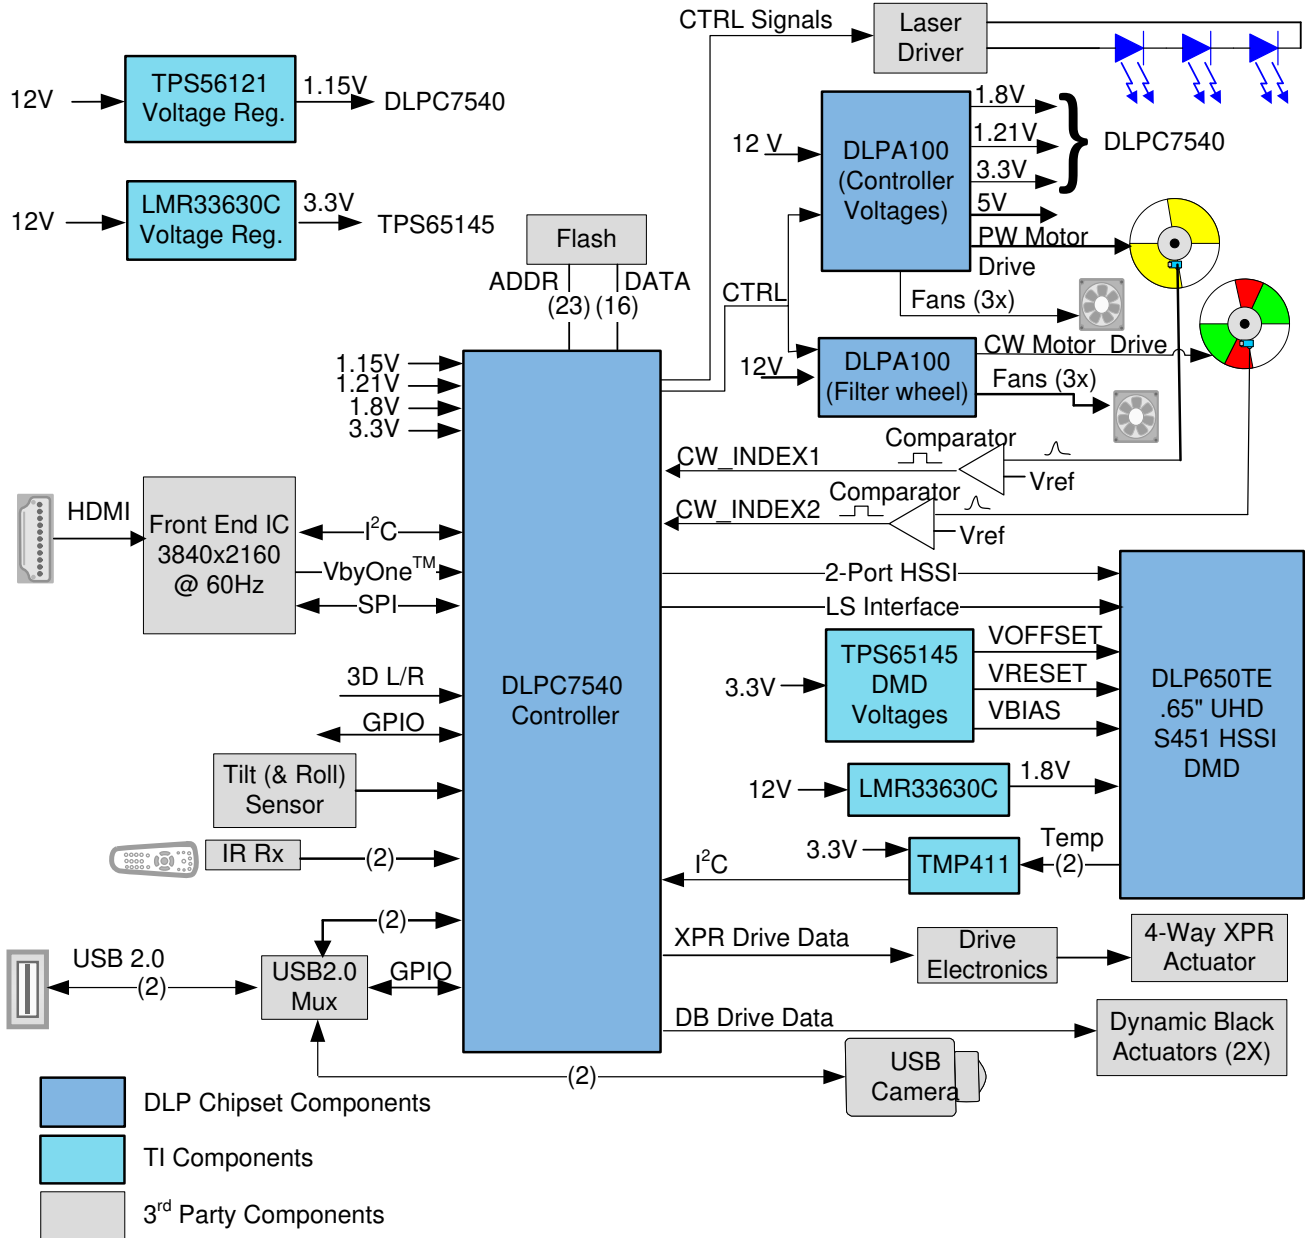 CTRL Signals
Laser
Driver
12V
TPS56121
Voltage Reg.
1.15V
DLPC7540
12V
LMR33630C
Voltage Reg.
3.3V
TPS65145
12 V
DLPA100
(Controller
Voltages)
1.8V
1.21V
3.3V
5V
DLPC7540
PW Motor
Drive
Fans (3x)
Flash
ADDR
(23)
DATA
(16)
CTRL
12V
DLPA100
(Filter wheel)
CW Motor Drive
Fans (3x)
1.15V
1.21V
1.8V
3.3V
CW_INDEX1
Comparator
Vref
CW_INDEX2
Comparator
Vref
HDMI
Front End IC
3840x2160
@ 60Hz
I²C
VbyOne™
SPI
2-Port HSSI
LS Interface
DLPC7540
Controller
3D L/R
GPIO
Tilt (& Roll)
Sensor
IR Rx
(2)
3.3V
TPS65145
DMD
Voltages
VOFFSET
VRESET
VBIAS
DLP650TE
.65" UHD
S451 HSSI
DMD
12V
LMR33630C
1.8V
3.3V
TMP411
Temp
(2)
I²C
(2)
USB 2.0
(2)
USB2.0
Mux
GPIO
XPR Drive Data
Drive
Electronics
4-Way XPR
Actuator
DB Drive Data
Dynamic Black
Actuators (2X)
(2)
USB
Camera
DLP Chipset Components
TI Components
3rd Party Components